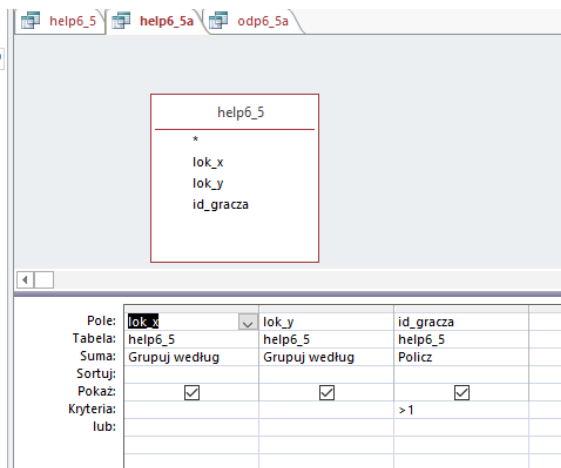 help6_5 help6_5a odp6_5a
help6_5
*
lok_x
lok_y
id_gracza
Pole: lok_x lok_y id_gracza
Tabela: help6_5 help6_5 help6_5
Suma: Grupuj według Grupuj według Policz
Sortuj:
Pokaż:
Kryteria: >1
lub: